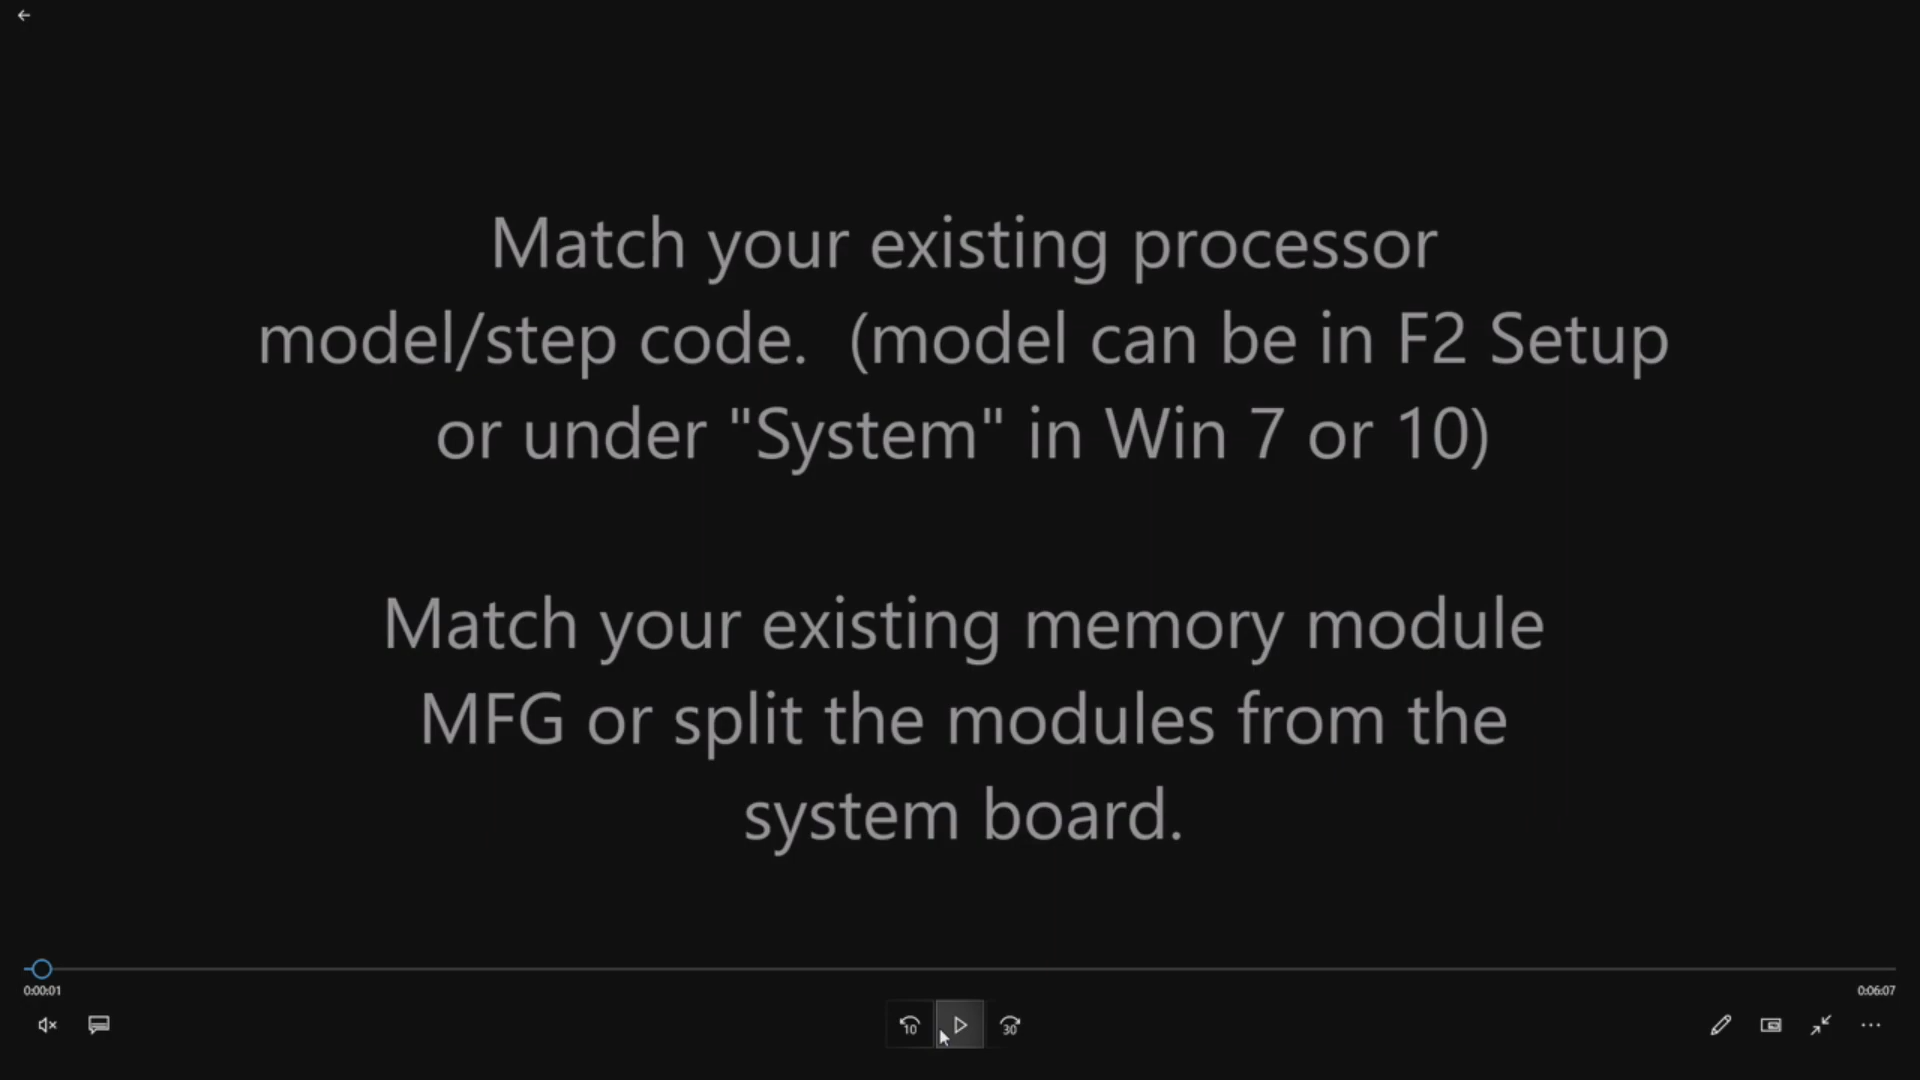 Match your existing processor
model/step code.  (model can be in F2 Setup
or under "System" in Win 7 or 10)
Match your existing memory module
MFG or split the modules from the
system board.
0:00:01
0:06:07
10
30